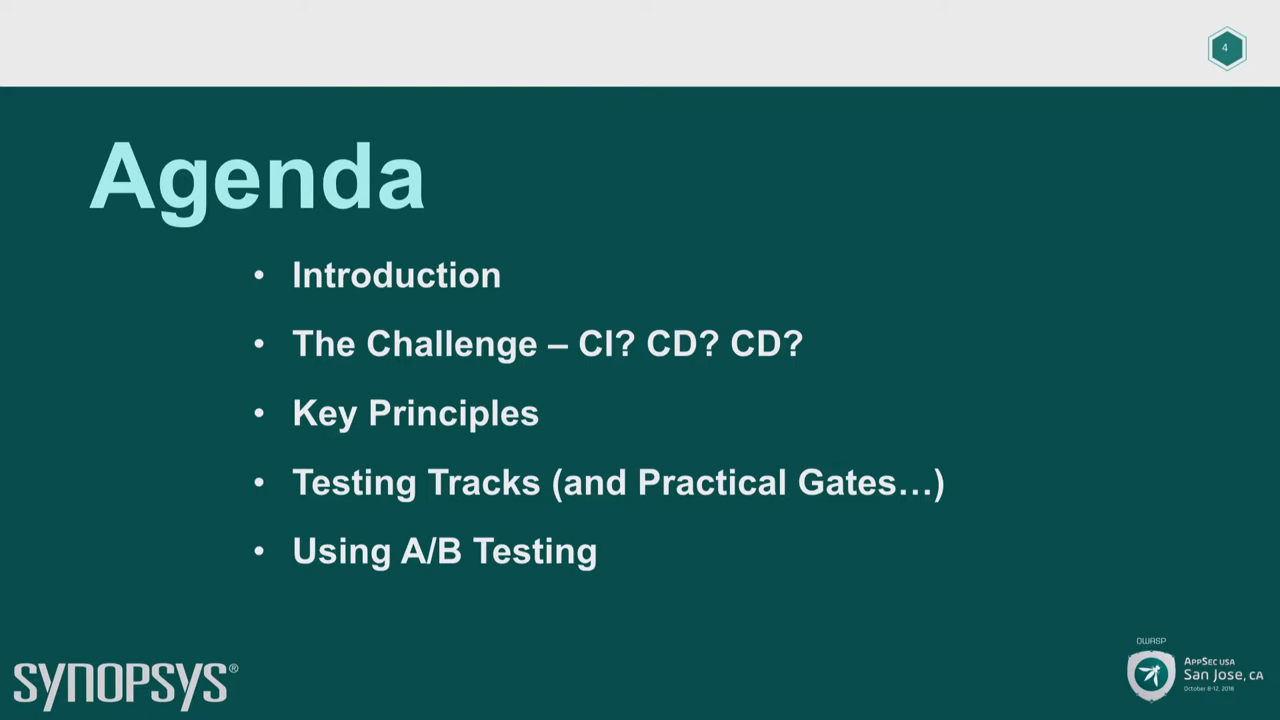 4
Agenda
• Introduction
• The Challenge – CI? CD? CD?
• Key Principles
• Testing Tracks (and Practical Gates…)
• Using A/B Testing
SYNOPSYS®
OWASP
AppSec USA
San Jose, CA
October 8-12, 2018